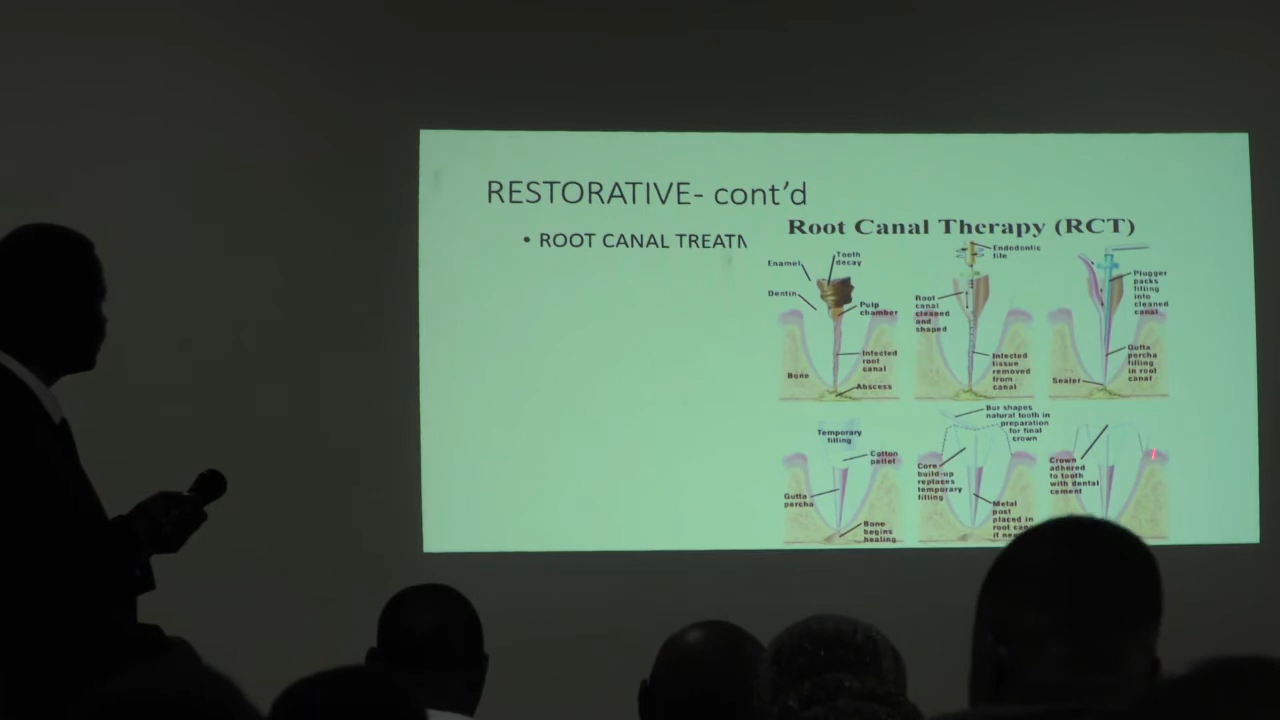 RESTORATIVE- cont'd
• ROOT CANAL TREATM
Root Canal Therapy (RCT)
Enamel
Tooth
decay
Dentin
Pulp
chamber
Infected
root
canal
Bone
Abscess
Endodontic
file
Root
canal
cleaned
and
shaped
Infected
tissue
removed
from
canal
Plugger
packs
filling
into
cleaned
canal
Gutta
percha
filling
in root
canal
Sealer
Temporary
filling
Cotton
pellet
Gutta
percha
Bone
begins
healing
Bur shapes
natural tooth in
preparation
for final
crown
Core
build-up
replaces
temporary
filling
Metal
post
placed in
root
if
Crown
adhered
to tooth
with dental
cement